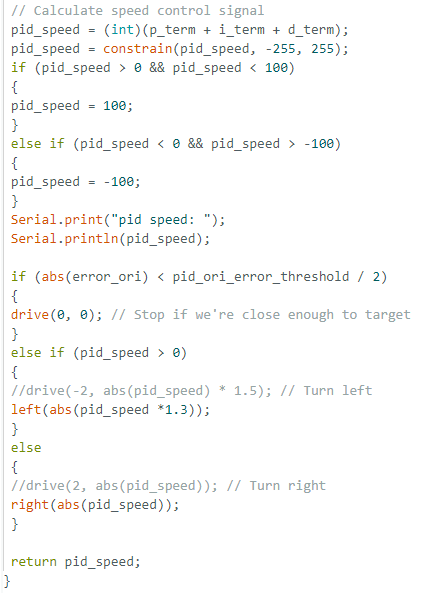 // Calculate speed control signal
pid_speed = (int)(p_term + i_term + d_term);
pid_speed = constrain(pid_speed, -255, 255);
if (pid_speed > 0 && pid_speed < 100)
{
pid_speed = 100;
}
else if (pid_speed < 0 && pid_speed > -100)
{
pid_speed = -100;
}
Serial.print("pid speed: ");
Serial.println(pid_speed);

if (abs(error_ori) < pid_ori_error_threshold / 2)
{
drive(0, 0); // Stop if we're close enough to target
}
else if (pid_speed > 0)
{
//drive(-2, abs(pid_speed) * 1.5); // Turn left
left(abs(pid_speed *1.3));
}
else
{
//drive(2, abs(pid_speed)); // Turn right
right(abs(pid_speed));
}

return pid_speed;
}